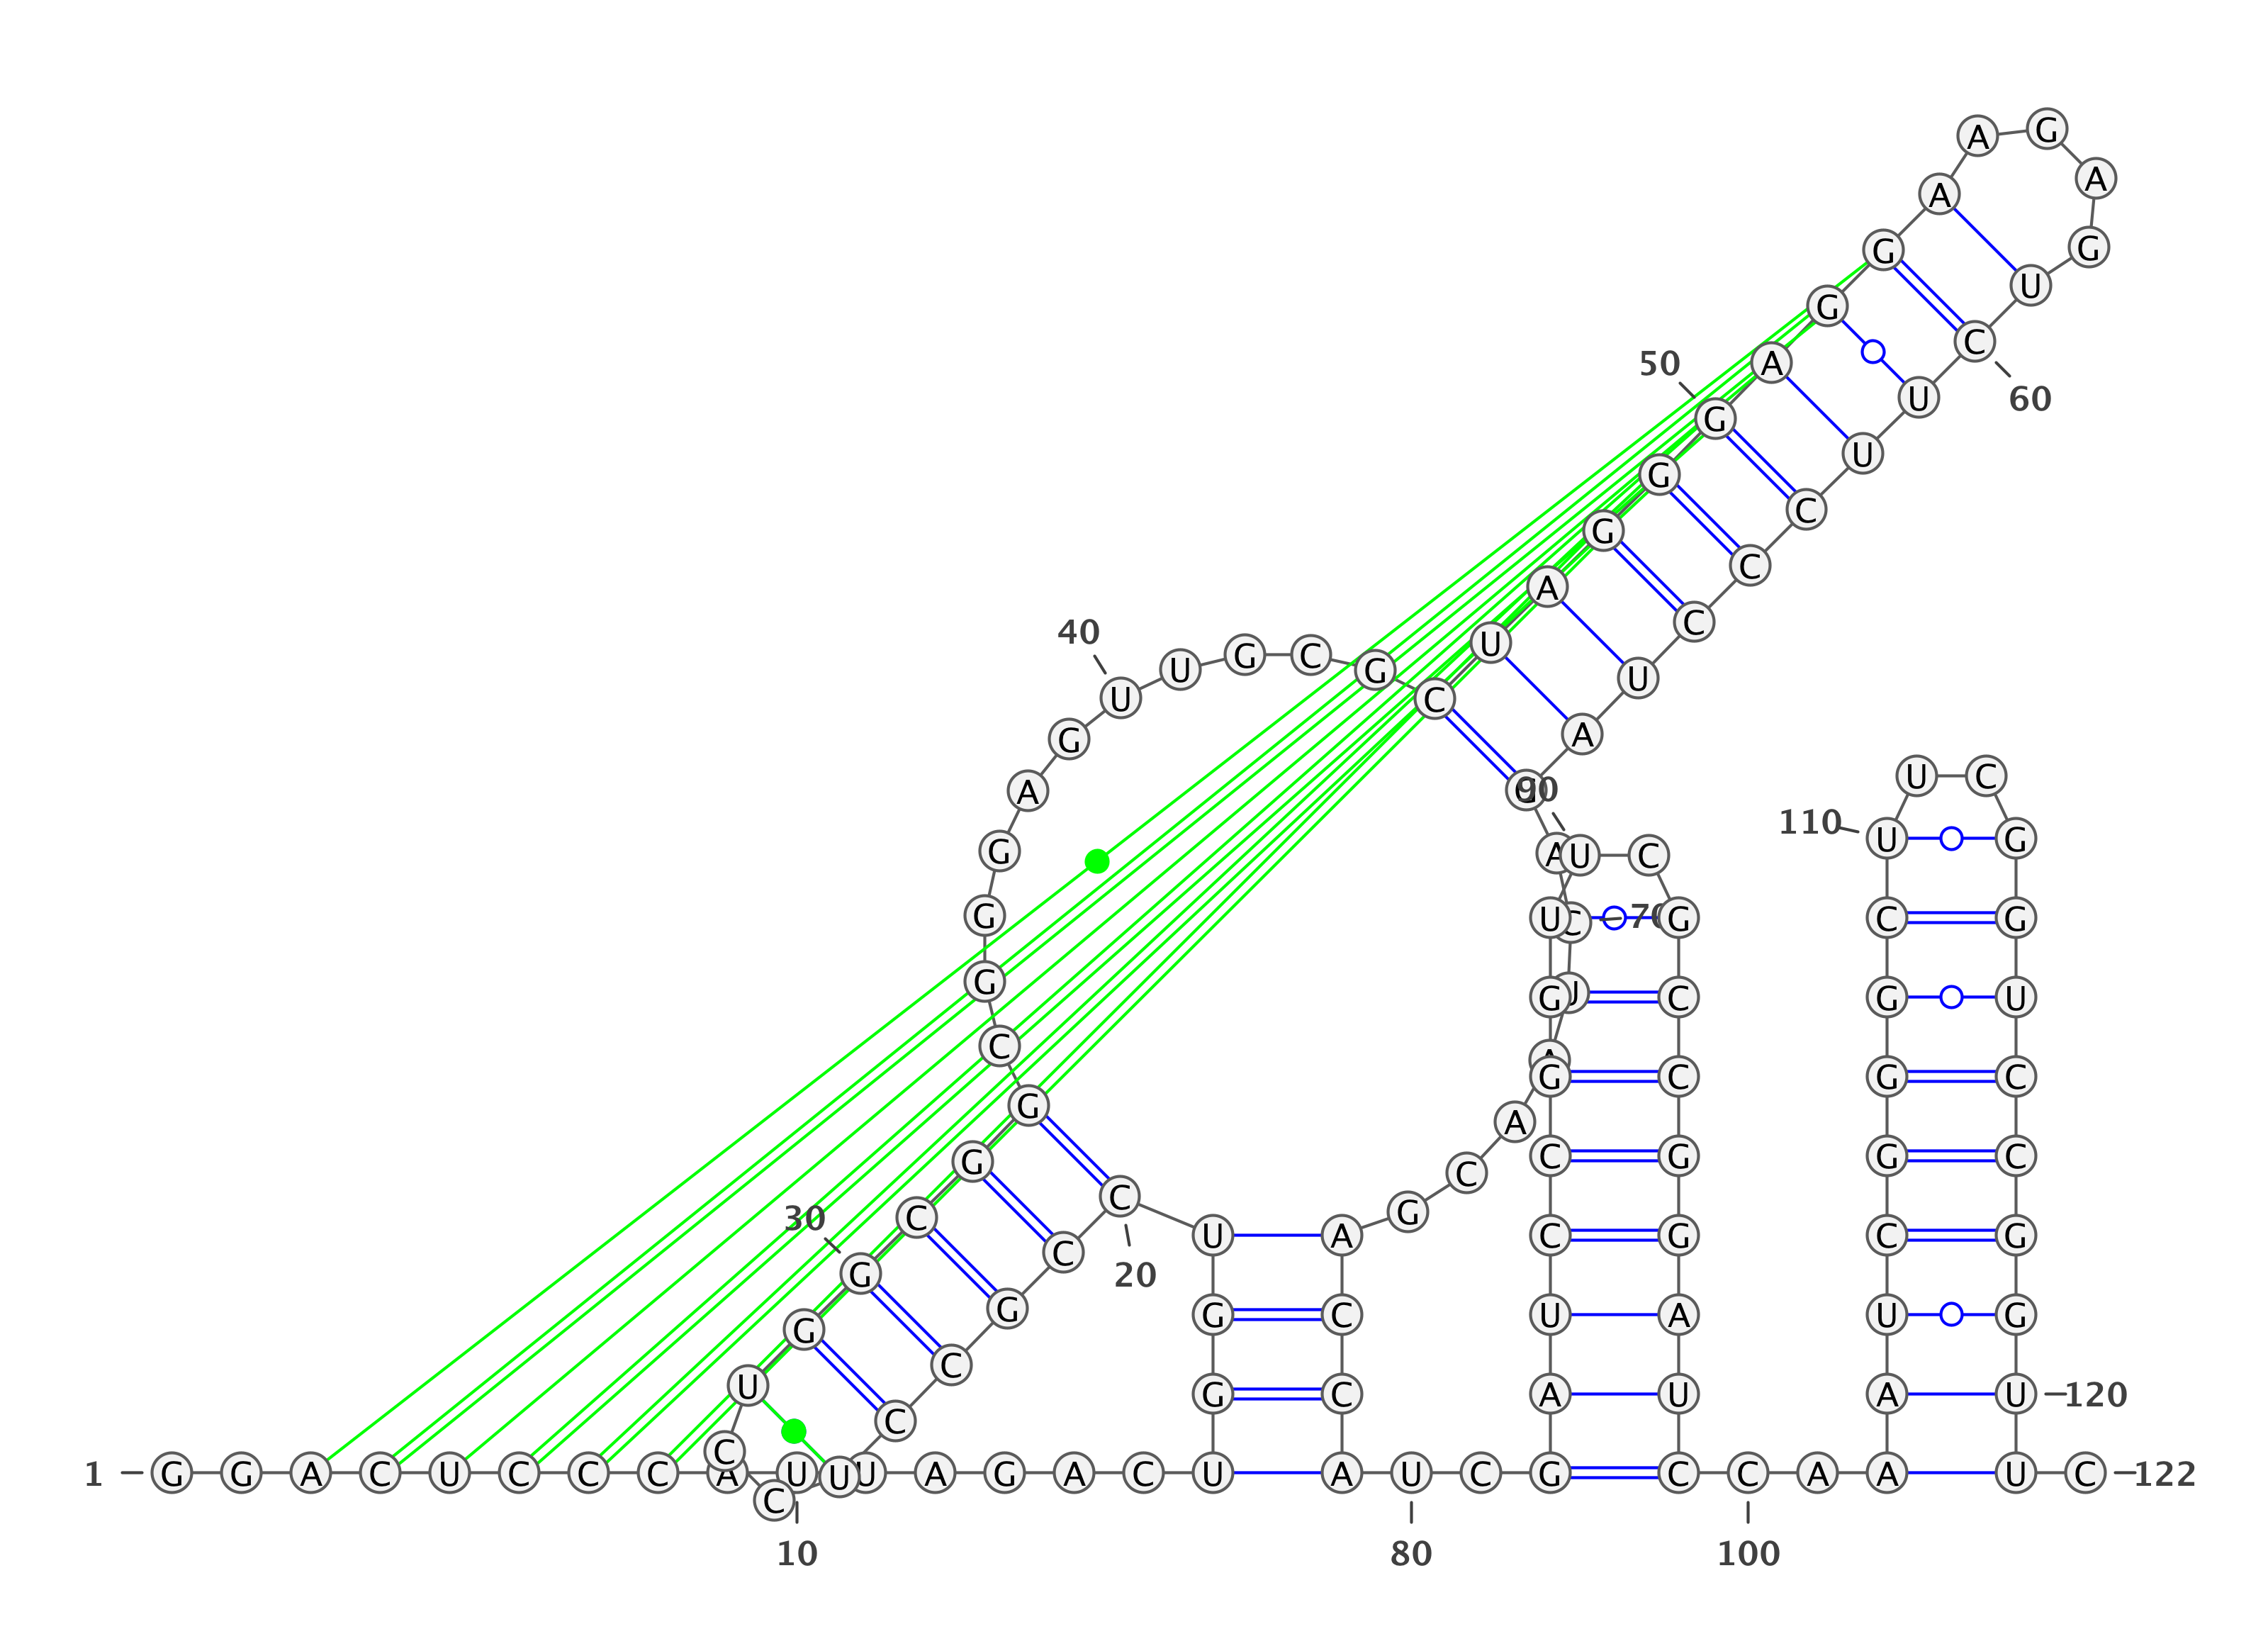 A G
A A
G G
G U
50 A C
G U 60
G U
G C
A C
40 U C
U G C G U
U C
G A
A G 90 U C
110 U G
G A U C
G U C 70 G C G
G G U C G U
C A G C G C
G A
G C C G G C
30 C C G
U A C G C G
G C 20
G G G C U A U G
U C G C A U A U 120
C
C
1 G G A C U C C C A U U U A G A C U A U C G C C A A U C 122
C
10 80 100